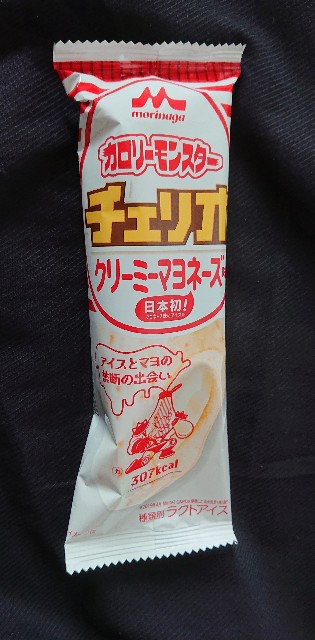 morinaga
カロリーモンスター
チェリオ
クリーミーマヨネーズ
日本初!
アイスとマヨの
禁断の出会い
307kcal
種類別 ラクトアイス